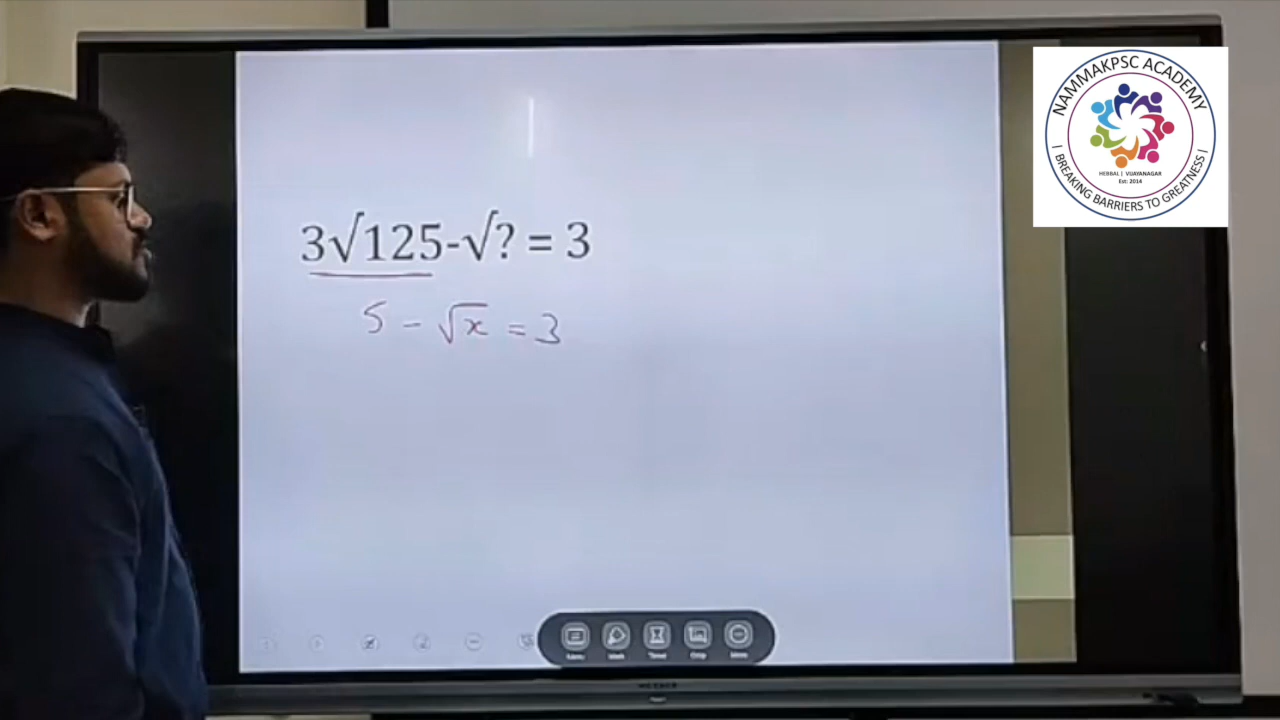 NAMMAKPSC ACADEMY
HEBBAL | VIJAYANAGAR
Est: 2014
| BREAKING BARRIERS TO GREATNESS |
3√125-√? = 3
5 - √x = 3